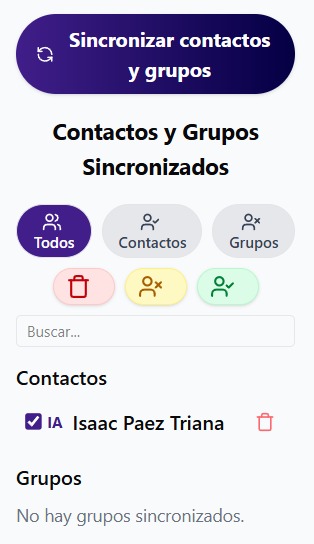 Sincronizar contactos
y grupos
Contactos y Grupos
Sincronizados
Todos
Contactos
Grupos
Buscar...
Contactos
IA Isaac Paez Triana
Grupos
No hay grupos sincronizados.